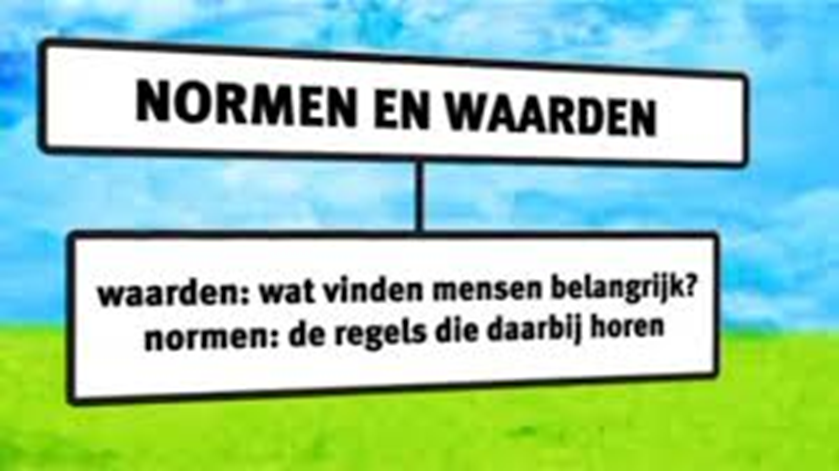 NORMEN EN WAARDEN
waarden: wat vinden mensen belangrijk?
normen: de regels die daarbij horen